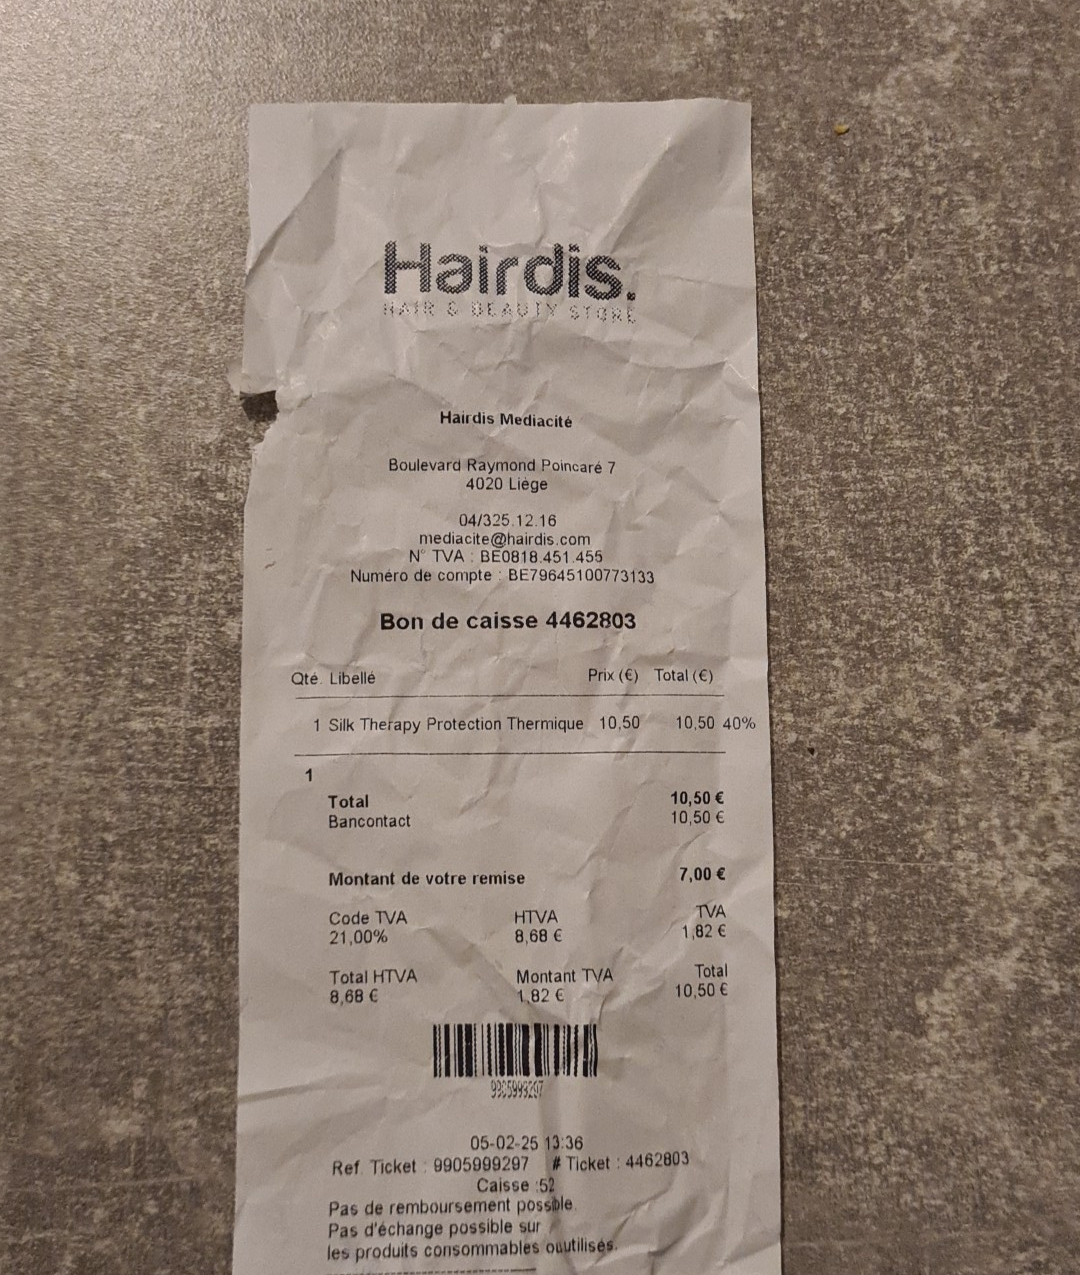 Hairdis.
HAIR & BEAUTY STORE
Hairdis Mediacité
Boulevard Raymond Poincaré 7
4020 Liège
04/325.12.16
mediacite@hairdis.com
N° TVA : BE0818.451.455
Numéro de compte : BE79645100773133
Bon de caisse 4462803
Qté. Libellé Prix (€) Total (€)
1 Silk Therapy Protection Thermique 10,50 10,50 40%
1
Total 10,50 €
Bancontact 10,50 €
Montant de votre remise 7,00 €
Code TVA HTVA TVA
21,00% 8,68 € 1,82 €
Total HTVA Montant TVA Total
8,68 € 1,82 € 10,50 €
9905999297
05-02-25 13:36
Ref. Ticket : 9905999297 # Ticket : 4462803
Caisse :52
Pas de remboursement possible.
Pas d'échange possible sur
les produits consommables ouutilisés.